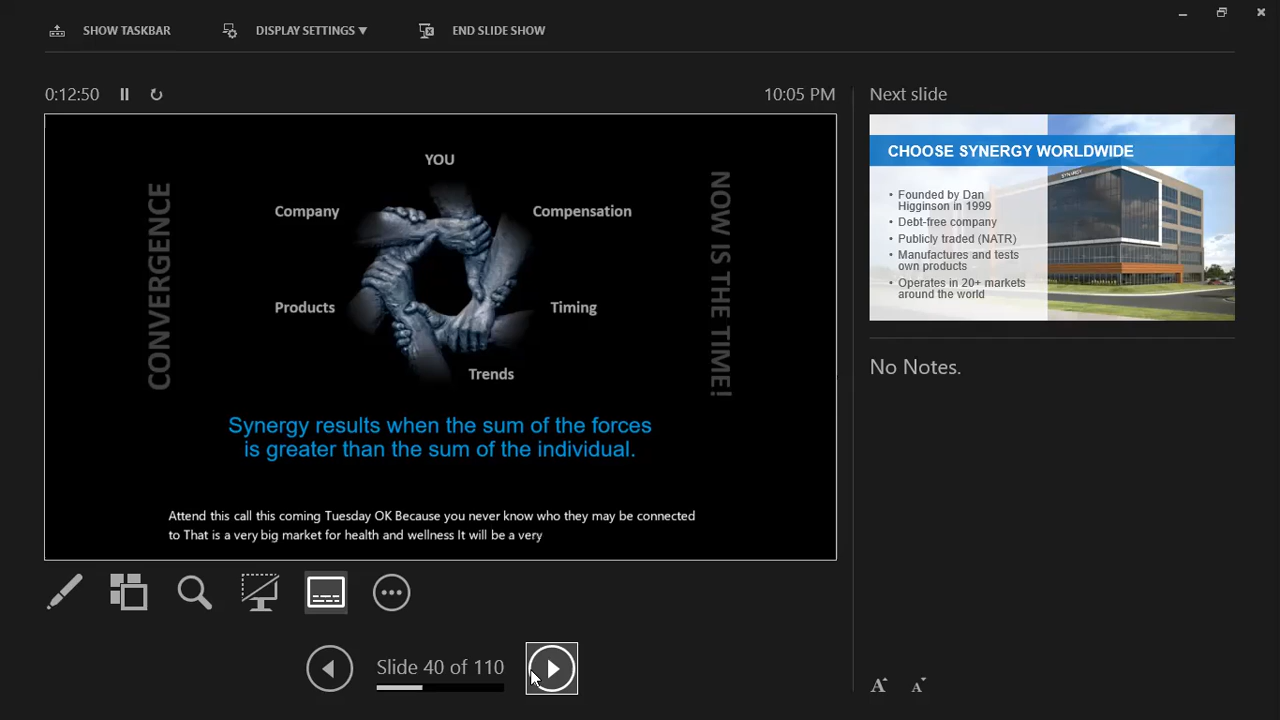 SHOW TASKBAR
DISPLAY SETTINGS ▼
END SLIDE SHOW
0:12:50
10:05 PM
YOU
Company
Compensation
CONVERGENCE
NOW IS THE TIME!
Products
Timing
Trends
Synergy results when the sum of the forces
is greater than the sum of the individual.
Attend this call this coming Tuesday OK Because you never know who they may be connected
to That is a very big market for health and wellness It will be a very
Slide 40 of 110
Next slide
CHOOSE SYNERGY WORLDWIDE
• Founded by Dan
Higginson in 1999
• Debt-free company
• Publicly traded (NATR)
• Manufactures and tests
own products
• Operates in 20+ markets
around the world
SYNERGY
No Notes.
A A